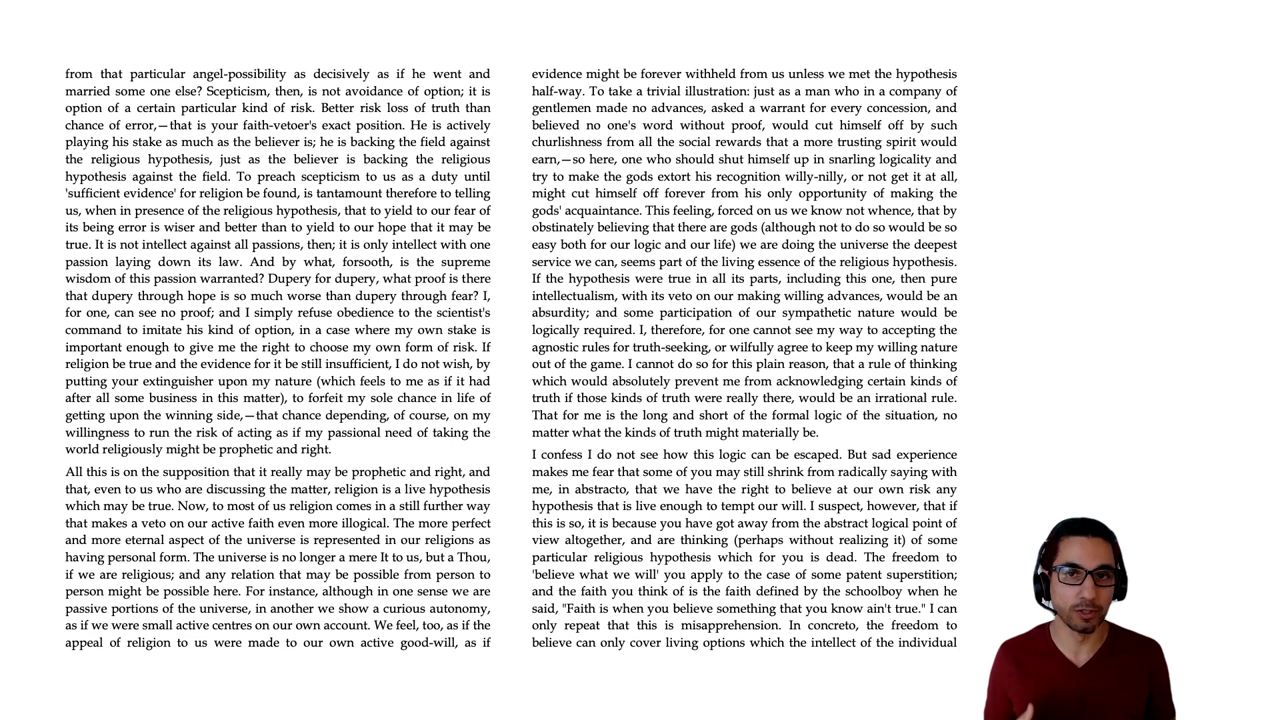 from that particular angel-possibility as decisively as if he went and
married some one else? Scepticism, then, is not avoidance of option; it is
option of a certain particular kind of risk. Better risk loss of truth than
chance of error,—that is your faith-vetoer's exact position. He is actively
playing his stake as much as the believer is; he is backing the field against
the religious hypothesis, just as the believer is backing the religious
hypothesis against the field. To preach scepticism to us as a duty until
'sufficient evidence' for religion be found, is tantamount therefore to telling
us, when in presence of the religious hypothesis, that to yield to our fear of
its being error is wiser and better than to yield to our hope that it may be
true. It is not intellect against all passions, then; it is only intellect with one
passion laying down its law. And by what, forsooth, is the supreme
wisdom of this passion warranted? Dupery for dupery, what proof is there
that dupery through hope is so much worse than dupery through fear? I,
for one, can see no proof; and I simply refuse obedience to the scientist's
command to imitate his kind of option, in a case where my own stake is
important enough to give me the right to choose my own form of risk. If
religion be true and the evidence for it be still insufficient, I do not wish, by
putting your extinguisher upon my nature (which feels to me as if it had
after all some business in this matter), to forfeit my sole chance in life of
getting upon the winning side,—that chance depending, of course, on my
willingness to run the risk of acting as if my passional need of taking the
world religiously might be prophetic and right.
All this is on the supposition that it really may be prophetic and right, and
that, even to us who are discussing the matter, religion is a live hypothesis
which may be true. Now, to most of us religion comes in a still further way
that makes a veto on our active faith even more illogical. The more perfect
and more eternal aspect of the universe is represented in our religions as
having personal form. The universe is no longer a mere It to us, but a Thou,
if we are religious; and any relation that may be possible from person to
person might be possible here. For instance, although in one sense we are
passive portions of the universe, in another we show a curious autonomy,
as if we were small active centres on our own account. We feel, too, as if the
appeal of religion to us were made to our own active good-will, as if
evidence might be forever withheld from us unless we met the hypothesis
half-way. To take a trivial illustration: just as a man who in a company of
gentlemen made no advances, asked a warrant for every concession, and
believed no one's word without proof, would cut himself off by such
churlishness from all the social rewards that a more trusting spirit would
earn,—so here, one who should shut himself up in snarling logicality and
try to make the gods extort his recognition willy-nilly, or not get it at all,
might cut himself off forever from his only opportunity of making the
gods' acquaintance. This feeling, forced on us we know not whence, that by
obstinately believing that there are gods (although not to do so would be so
easy both for our logic and our life) we are doing the universe the deepest
service we can, seems part of the living essence of the religious hypothesis.
If the hypothesis were true in all its parts, including this one, then pure
intellectualism, with its veto on our making willing advances, would be an
absurdity; and some participation of our sympathetic nature would be
logically required. I, therefore, for one cannot see my way to accepting the
agnostic rules for truth-seeking, or wilfully agree to keep my willing nature
out of the game. I cannot do so for this plain reason, that a rule of thinking
which would absolutely prevent me from acknowledging certain kinds of
truth if those kinds of truth were really there, would be an irrational rule.
That for me is the long and short of the formal logic of the situation, no
matter what the kinds of truth might materially be.
I confess I do not see how this logic can be escaped. But sad experience
makes me fear that some of you may still shrink from radically saying with
me, in abstracto, that we have the right to believe at our own risk any
hypothesis that is live enough to tempt our will. I suspect, however, that if
this is so, it is because you have got away from the abstract logical point of
view altogether, and are thinking (perhaps without realizing it) of some
particular religious hypothesis which for you is dead. The freedom to
'believe what we will' you apply to the case of some patent superstition;
and the faith you think of is the faith defined by the schoolboy when he
said, "Faith is when you believe something that you know ain't true." I can
only repeat that this is misapprehension. In concreto, the freedom to
believe can only cover living options which the intellect of the individual